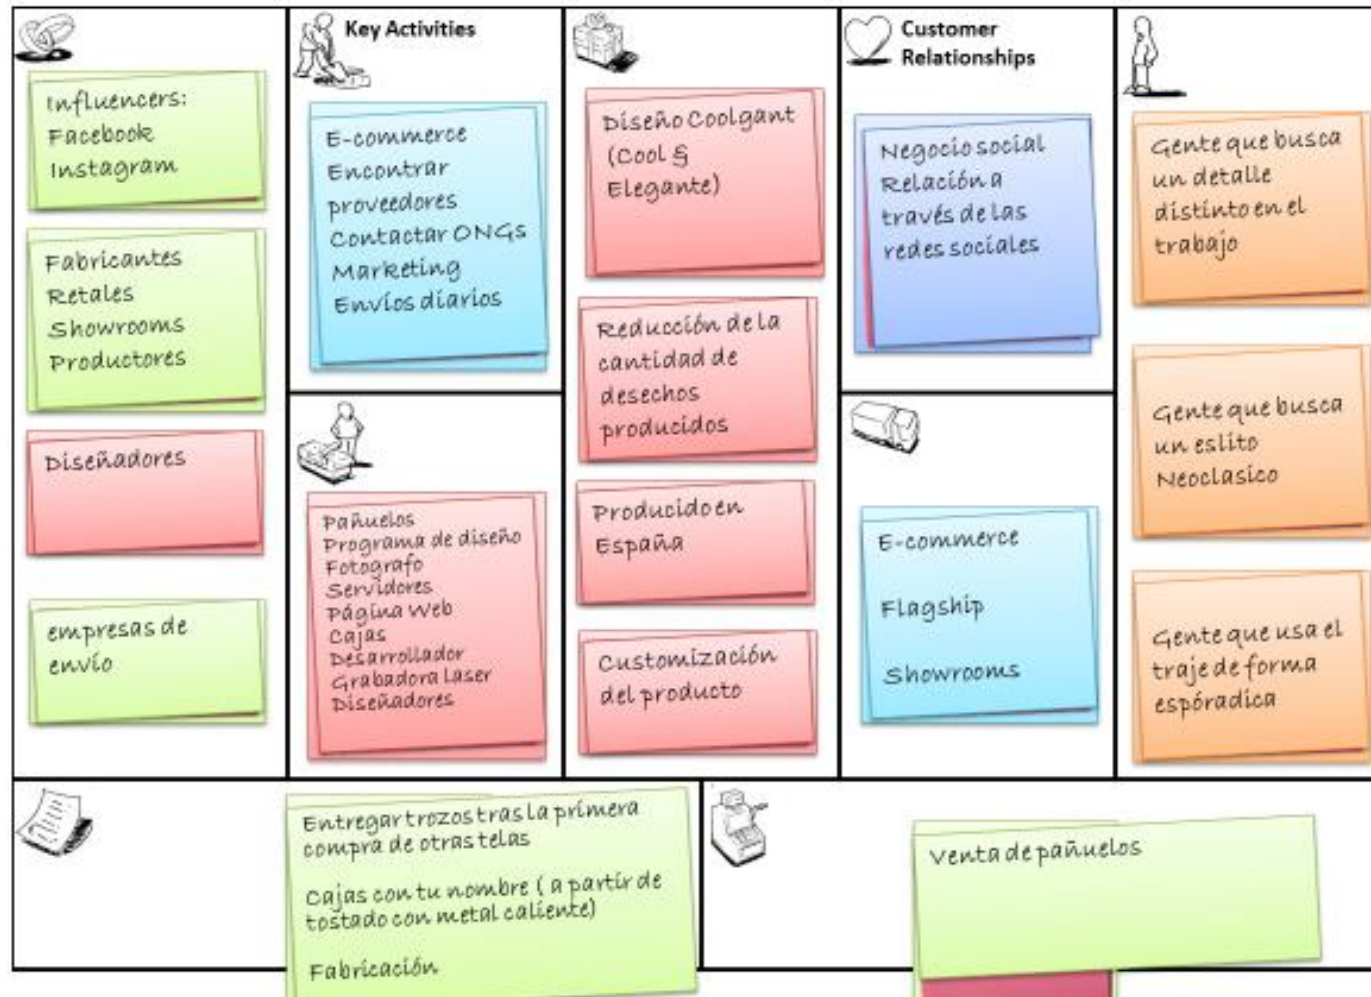 Influencers:
Facebook
Instagram
Fabricantes
Retales
Showrooms
Productores
Diseñadores
empresas de
envío
Key Activities
E-commerce
Encontrar
proveedores
Contactar ONGs
Marketing
Envíos diarios
Pañuelos
Programa de diseño
Fotografo
Servidores
Página Web
Cajas
Desarrollador
Grabadora Laser
Diseñadores
Diseño Coolgant
(Cool &
Elegante)
Reducción de la
cantidad de
desechos
producidos
Producido en
España
Customización
del producto
Customer
Relationships
Negocio social
Relación a
través de las
redes sociales
E-commerce
Flagship
Showrooms
Gente que busca
un detalle
distinto en el
trabajo
Gente que busca
un eslito
Neoclasico
Gente que usa el
traje de forma
espóradica
Entregar trozos tras la primera
compra de otras telas
Cajas con tu nombre ( a partir de
tostado con metal caliente)
Fabricación
Venta de pañuelos